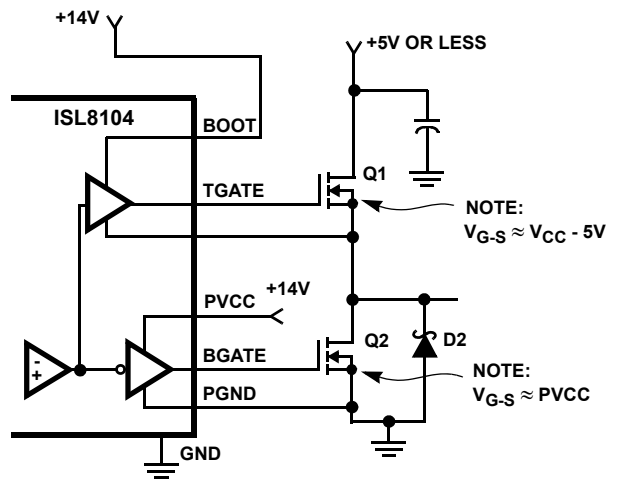 +14V
+5V OR LESS
ISL8104
BOOT
Q1
TGATE
NOTE:
VG-S ≈ VCC - 5V
PVCC
+14V
Q2
D2
BGATE
NOTE:
VG-S ≈ PVCC
PGND
GND
-
+